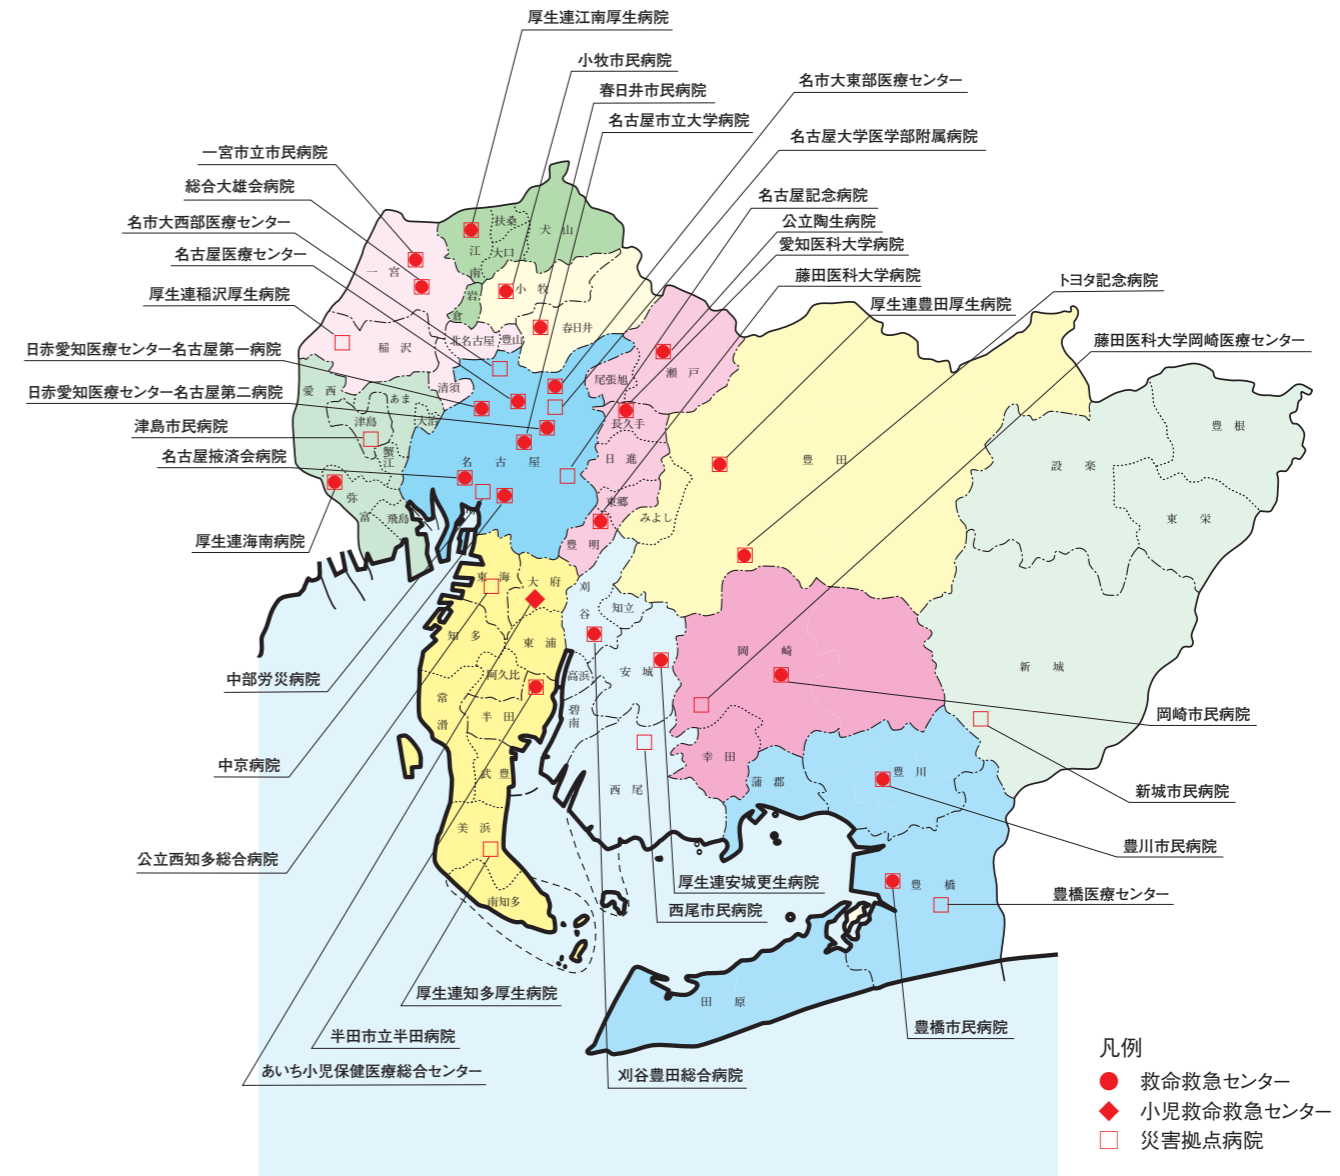 厚生連江南厚生病院
小牧市民病院
春日井市民病院
名古屋市立大学病院
名市大東部医療センター
名古屋大学医学部附属病院
名古屋記念病院
公立陶生病院
愛知医科大学病院
藤田医科大学病院
トヨタ記念病院
厚生連豊田厚生病院
藤田医科大学岡崎医療センター
一宮市立市民病院
総合大雄会病院
名市大西部医療センター
名古屋医療センター
厚生連稲沢厚生病院
日赤愛知医療センター名古屋第一病院
日赤愛知医療センター名古屋第二病院
津島市民病院
名古屋掖済会病院
厚生連海南病院
中部労災病院
中京病院
公立西知多総合病院
厚生連知多厚生病院
半田市立半田病院
あいち小児保健医療総合センター
刈谷豊田総合病院
西尾市民病院
厚生連安城更生病院
岡崎市民病院
新城市民病院
豊川市民病院
豊橋医療センター
豊橋市民病院
扶桑
犬山
江南
大口
岩倉
一宮
小牧
春日井
北名古屋
豊山
稲沢
清須
愛西
あま
津島
大治
蟹江
弥富
飛島
名古屋
尾張旭
瀬戸
長久手
日進
東郷
みよし
豊明
豊田
設楽
豊根
東栄
新城
東海
大府
知多
東浦
阿久比
常滑
半田
武豊
美浜
南知多
刈谷
知立
高浜
安城
碧南
西尾
岡崎
幸田
蒲郡
豊川
豊橋
田原
凡例
救命救急センター
小児救命救急センター
災害拠点病院